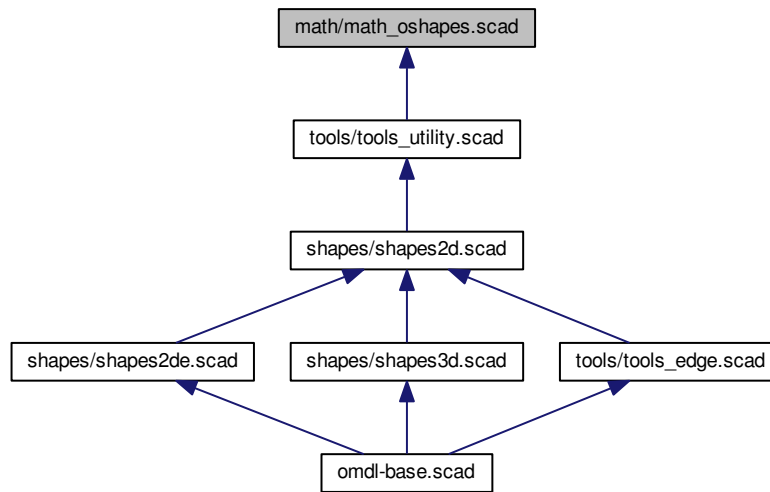 math/math_oshapes.scad
tools/tools_utility.scad
shapes/shapes2d.scad
shapes/shapes2de.scad
shapes/shapes3d.scad
tools/tools_edge.scad
omdl-base.scad